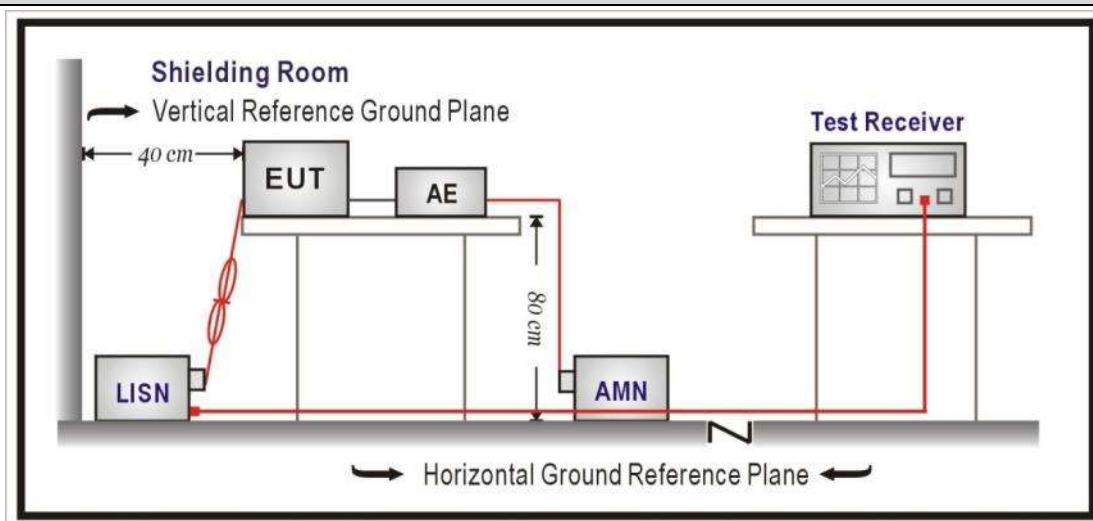 Shielding Room
Vertical Reference Ground Plane
Test Receiver
40 cm
EUT
AE
80 cm
LISN
AMN
Horizontal Ground Reference Plane